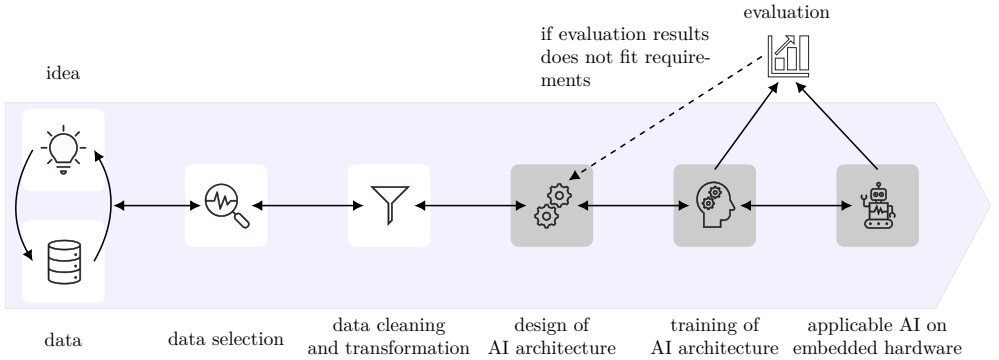 evaluation
if evaluation results
does not fit require-
ments
idea
data
data selection
data cleaning
and transformation
design of
AI architecture
training of
AI architecture
applicable AI on
embedded hardware